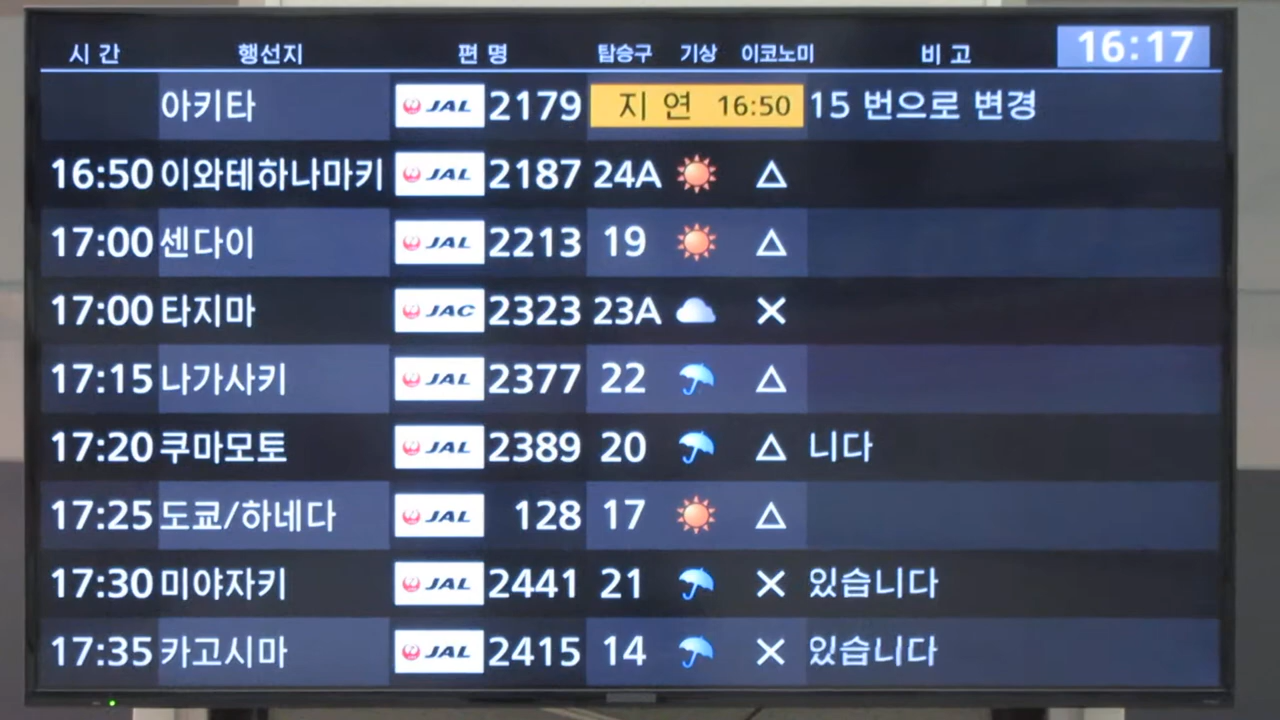 시 간 행선지 편 명 탑승구 기상 이코노미 비 고 16:17
아키타 JAL 2179 지 연 16:50 15 번으로 변경
16:50 이와테하나마키 JAL 2187 24A △
17:00 센다이 JAL 2213 19 △
17:00 타지마 JAC 2323 23A ✕
17:15 나가사키 JAL 2377 22 △
17:20 쿠마모토 JAL 2389 20 △ 니다
17:25 도쿄/하네다 JAL 128 17 △
17:30 미야자키 JAL 2441 21 ✕ 있습니다
17:35 카고시마 JAL 2415 14 ✕ 있습니다